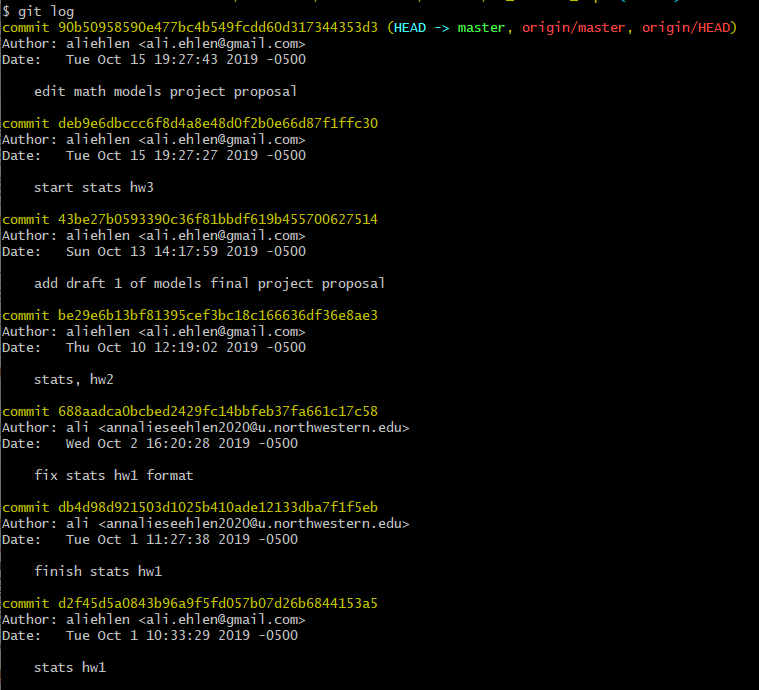 $ git log
commit 90b50958590e477bc4b549fcdd60d317344353d3 (HEAD -> master, origin/master, origin/HEAD)
Author: aliehlen <ali.ehlen@gmail.com>
Date:   Tue Oct 15 19:27:43 2019 -0500
edit math models project proposal
commit deb9e6dbccc6f8d4a8e48d0f2b0e66d87f1ffc30
Author: aliehlen <ali.ehlen@gmail.com>
Date:   Tue Oct 15 19:27:27 2019 -0500
start stats hw3
commit 43be27b0593390c36f81bbdf619b455700627514
Author: aliehlen <ali.ehlen@gmail.com>
Date:   Sun Oct 13 14:17:59 2019 -0500
add draft 1 of models final project proposal
commit be29e6b13bf81395cef3bc18c166636df36e8ae3
Author: aliehlen <ali.ehlen@gmail.com>
Date:   Thu Oct 10 12:19:02 2019 -0500
stats, hw2
commit 688aadca0bcbed2429fc14bbfeb37fa661c17c58
Author: ali <annalieseehlen2020@u.northwestern.edu>
Date:   Wed Oct 2 16:20:28 2019 -0500
fix stats hw1 format
commit db4d98d921503d1025b410ade12133dba7f1f5eb
Author: ali <annalieseehlen2020@u.northwestern.edu>
Date:   Tue Oct 1 11:27:38 2019 -0500
finish stats hw1
commit d2f45d5a0843b96a9f5fd057b07d26b6844153a5
Author: aliehlen <ali.ehlen@gmail.com>
Date:   Tue Oct 1 10:33:29 2019 -0500
stats hw1